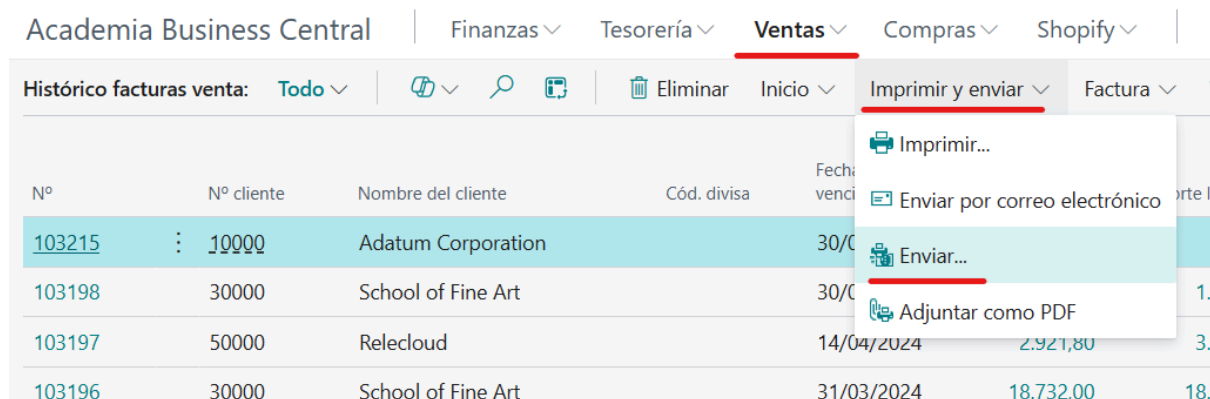 Academia Business Central Finanzas Tesorería Ventas Compras Shopify
Histórico facturas venta: Todo Eliminar Inicio Imprimir y enviar Factura
Imprimir...
Nº Nº cliente Nombre del cliente Cód. divisa
Enviar por correo electrónico
103215 10000 Adatum Corporation
Enviar...
103198 30000 School of Fine Art
Adjuntar como PDF
103197 50000 Relecloud 14/04/2024 2.921,80
103196 30000 School of Fine Art 31/03/2024 18.732,00